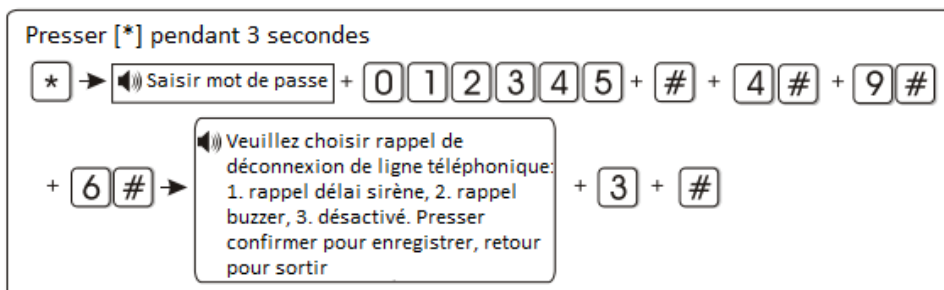 Presser [*] pendant 3 secondes
* Saisir mot de passe + 0 1 2 3 4 5 + # + 4 # + 9 #
+ 6 # Veuillez choisir rappel de
déconnexion de ligne téléphonique:
1. rappel délai sirène, 2. rappel
buzzer, 3. désactivé. Presser
confirmer pour enregistrer, retour
pour sortir
+ 3 + #